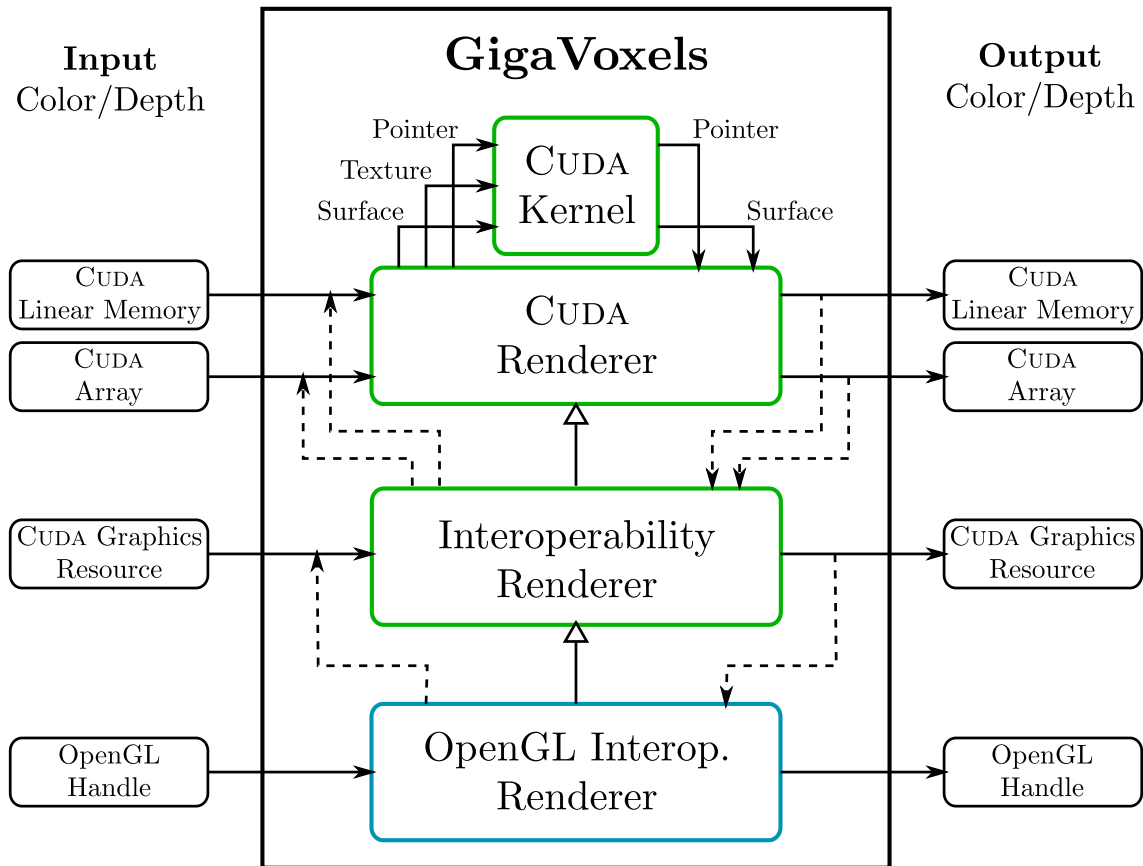 GigaVoxels
Input
Color/Depth
Output
Color/Depth
Pointer
Texture
Surface
CUDA
Kernel
Pointer
Surface
CUDA
Linear Memory
CUDA
Array
CUDA
Renderer
CUDA
Linear Memory
CUDA
Array
CUDA Graphics
Resource
Interoperability
Renderer
CUDA Graphics
Resource
OpenGL
Handle
OpenGL Interop.
Renderer
OpenGL
Handle